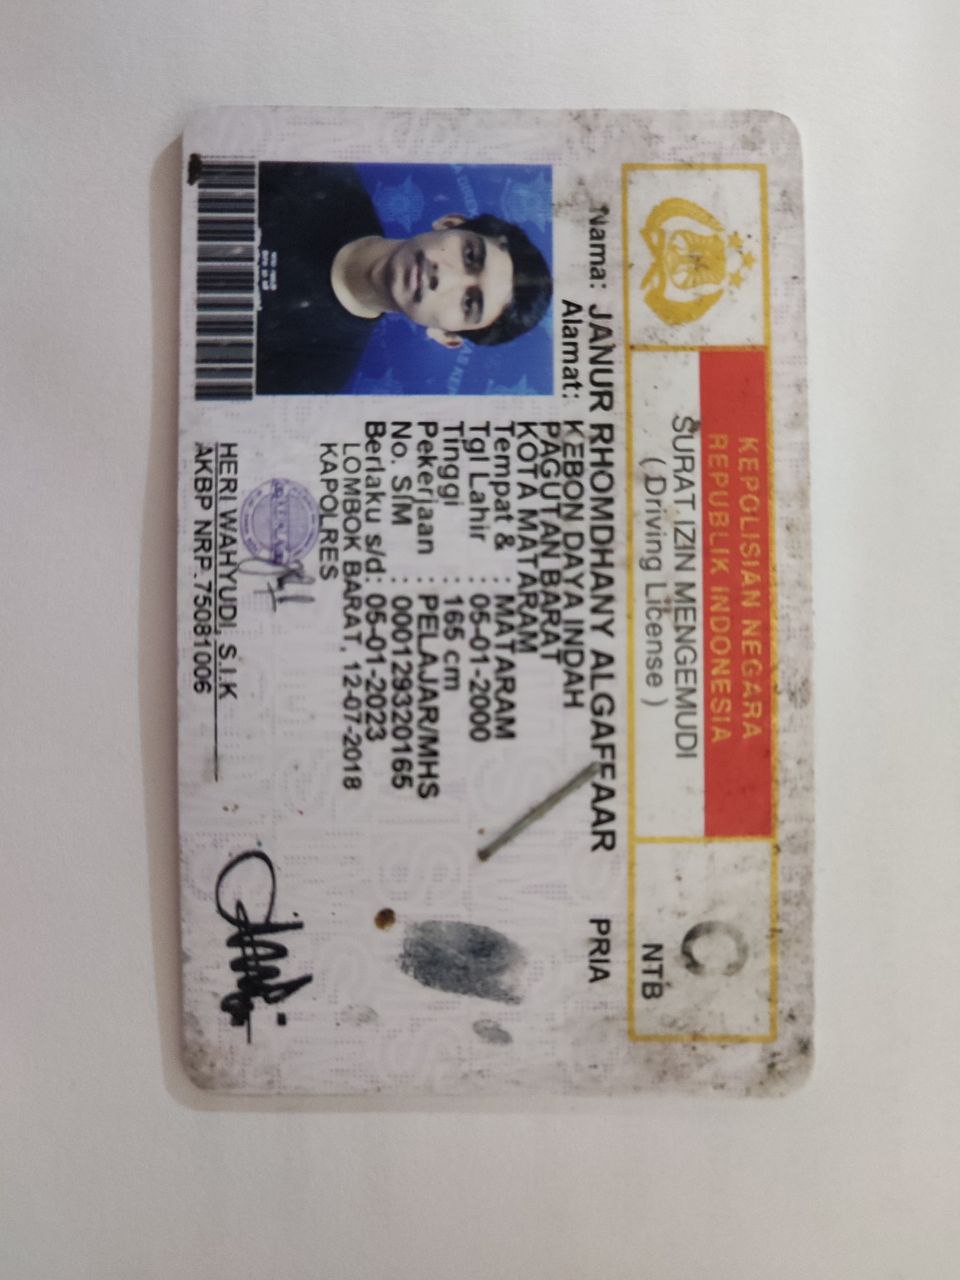 KEPOLISIAN NEGARA
REPUBLIK INDONESIA
SURAT IZIN MENGEMUDI
( Driving License )
C
NTB
Nama: JANUR RHOMDHANY ALGAFFAAR PRIA
Alamat: KEBON DAYA INDAH
PAGUTAN BARAT
KOTA MATARAM
Tempat & : MATARAM
Tgl Lahir : 05-01-2000
Tinggi : 165 cm
Pekerjaan : PELAJAR/MHS
No. SIM : 000129320165
Berlaku s/d : 05-01-2023
LOMBOK BARAT, 12-07-2018
KAPOLRES
HERI WAHYUDI, S.I.K
AKBP NRP.75081006